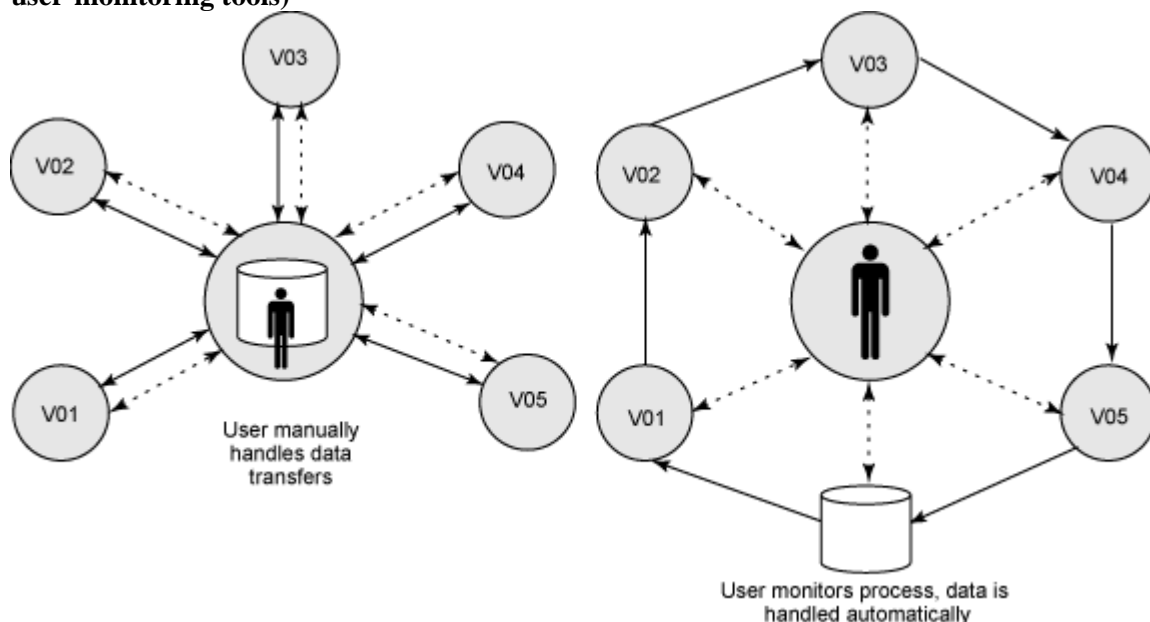 user-monitoring tools)
V03
V02
V04
V01
V05
User manually
handles data
transfers
V03
V02
V04
V01
V05
User monitors process, data is
handled automatically